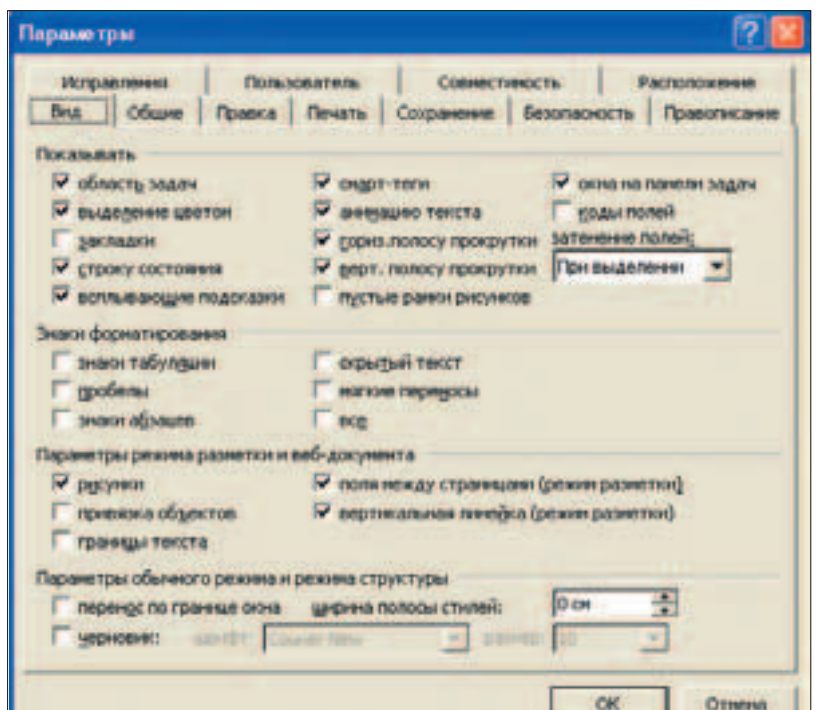 Параметры
Исправления Пользователь Совместимость Расположение
Вид Общие Правка Печать Сохранение Безопасность Правописание
Показывать
область задач смарт-теги окна на панели задач
выделение цветом анимацию текста коды полей
закладки гориз.полосу прокрутки затенение полей:
строку состояния верт. полосу прокрутки При выделении
всплывающие подсказки пустые рамки рисунков
Знаки форматирования
знаки табуляции скрытый текст
пробелы мягкие переносы
знаки абзацев все
Параметры режима разметки и веб-документа
рисунки поля между страницами (режим разметки)
привязка объектов вертикальная линейка (режим разметки)
границы текста
Параметры обычного режима и режима структуры
перенос по границе окна ширина полосы стилей: 0 см
черновик: шрифт: Courier New размер: 10
ОК Отмена